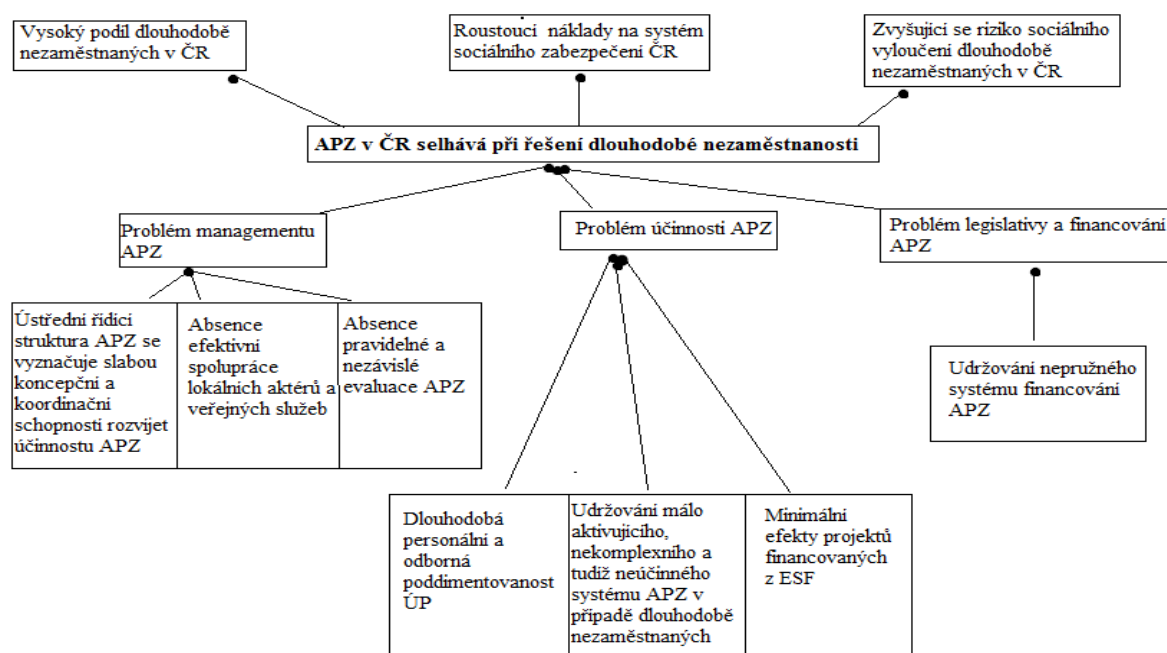 Vysoký podíl dlouhodobě
nezaměstnaných v ČR
Roustoucí náklady na systém
sociálního zabezpečení ČR
Zvyšující se riziko sociálního
vyloučení dlouhodobě
nezaměstnaných v ČR
APZ v ČR selhává při řešení dlouhodobé nezaměstnanosti
Problém managementu
APZ
Problém účinnosti APZ
Problém legislativy a financování
APZ
Ústřední řídící
struktura APZ se
vyznačuje slabou
koncepční a
koordinační
schopností rozvíjet
účinnostu APZ
Absence
efektivní
spolupráce
lokálních aktérů a
veřejných služeb
Absence
pravidelné a
nezávislé
evaluace APZ
Udržování nepružného
systému financování
APZ
Dlouhodobá
personální a
odborná
poddimentovanost
ÚP
Udržování málo
aktivujícího,
nekomplexního a
tudíž neúčinného
systému APZ v
případě dlouhodobě
nezaměstnaných
Minimální
efekty projektů
financovaných
z ESF